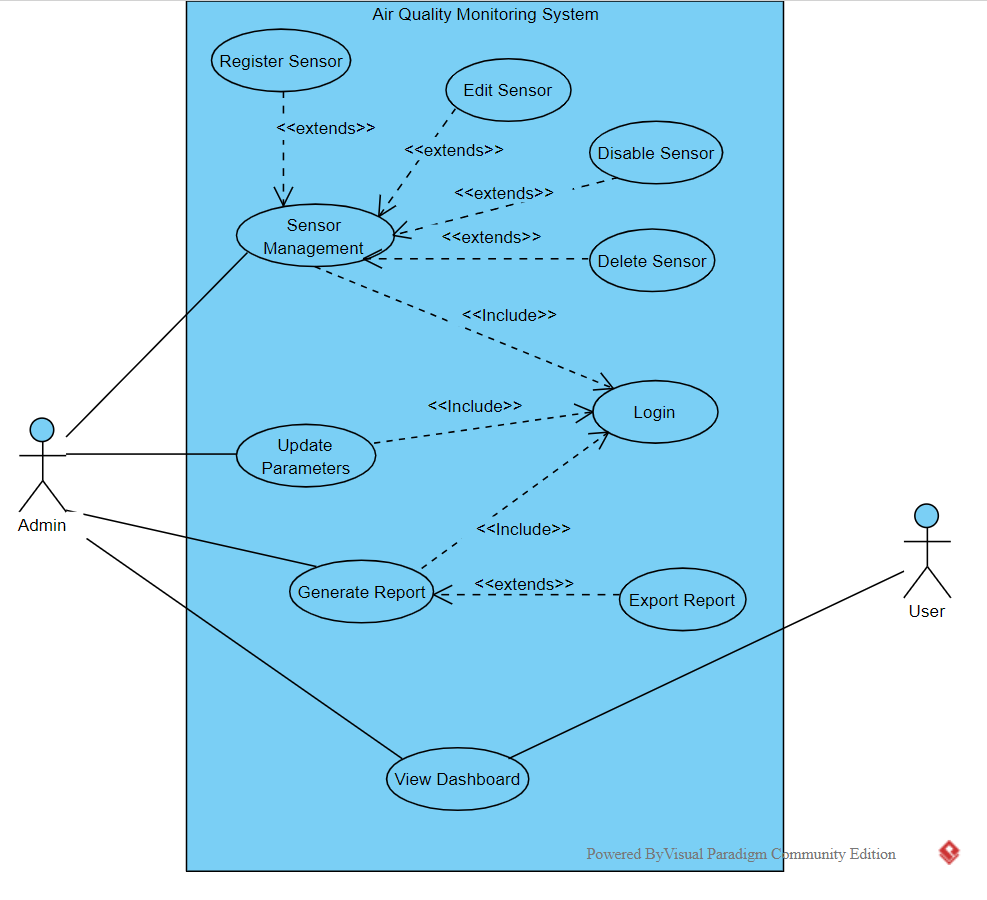 Air Quality Monitoring System
Register Sensor
Edit Sensor
<<extends>>
<<extends>>
Disable Sensor
<<extends>>
Sensor
Management
<<extends>>
Delete Sensor
<<Include>>
<<Include>>
Login
Update
Parameters
Admin
<<Include>>
Generate Report
<<extends>>
Export Report
User
View Dashboard
Powered ByVisual Paradigm Community Edition